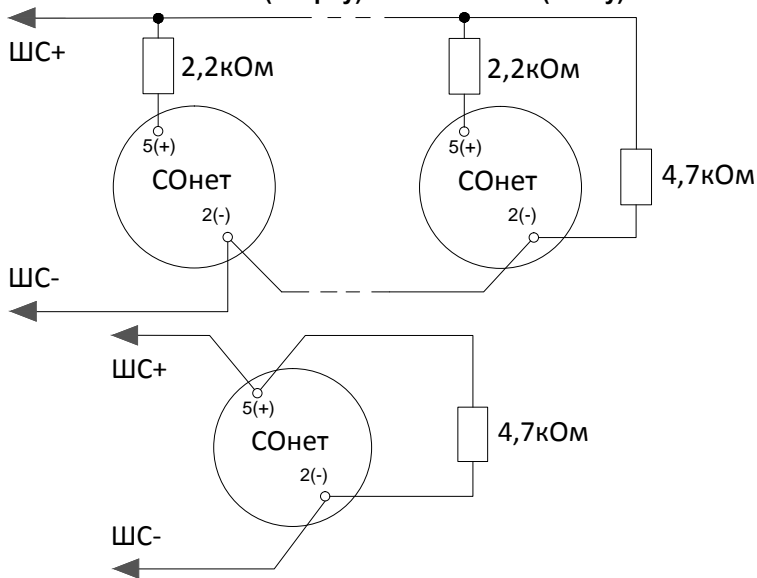 ШС+
2,2кОм
2,2кОм
5(+)
5(+)
СОнет
СОнет
4,7кОм
2(-)
2(-)
ШС-
ШС+
5(+)
СОнет
4,7кОм
2(-)
ШС-